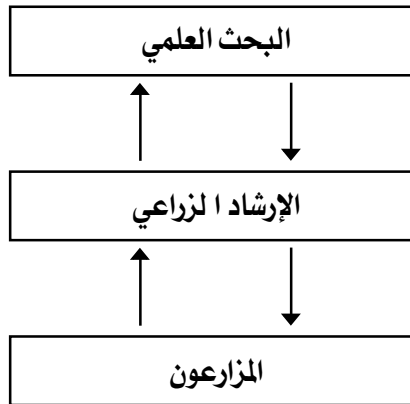 البحث العلمي
الإرشاد ا لزراعي
المزارعون